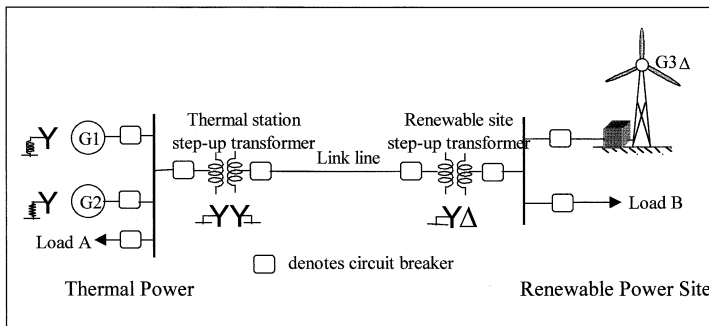 G3 Δ
Thermal station
step-up transformer
Renewable site
step-up transformer
Link line
Y
G1
Y
G2
YY
YΔ
Load A
Load B
denotes circuit breaker
Thermal Power
Renewable Power Site